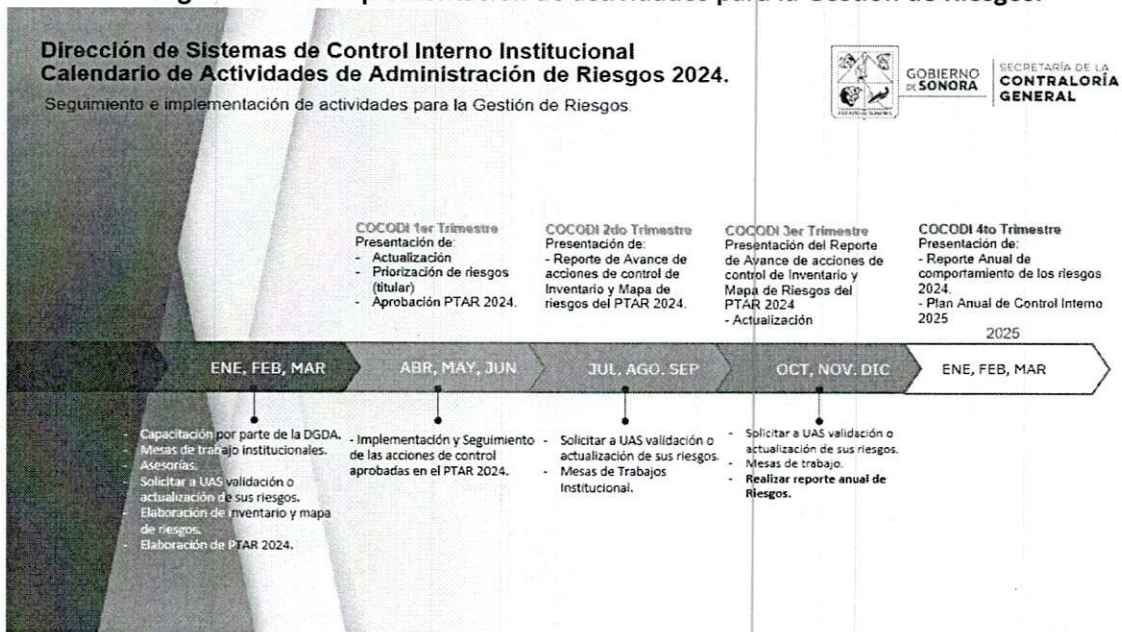 Dirección de Sistemas de Control Interno Institucional
Calendario de Actividades de Administración de Riesgos 2024.
Seguimiento e implementación de actividades para la Gestión de Riesgos.
GOBIERNO
DE SONORA
SECRETARÍA DE LA
CONTRALORÍA
GENERAL
COCODI 1er Trimestre
Presentación de:
- Actualización
- Priorización de riesgos
(titular)
- Aprobación PTAR 2024.
COCODI 2do Trimestre
Presentación de:
- Reporte de Avance de
acciones de control de
Inventario y Mapa de
riesgos del PTAR 2024.
COCODI 3er Trimestre
Presentación del Reporte
de Avance de acciones de
control de Inventario y
Mapa de Riesgos del
PTAR 2024
- Actualización
COCODI 4to Trimestre
Presentación de:
- Reporte Anual de
comportamiento de los riesgos
2024.
- Plan Anual de Control Interno
2025
2025
ENE, FEB, MAR
ABR, MAY, JUN
JUL, AGO. SEP
OCT, NOV. DIC
ENE, FEB, MAR
- Capacitación por parte de la DGDA.
- Mesas de trabajo institucionales.
- Asesorías.
- Solicitar a UAS validación o
actualización de sus riesgos.
- Elaboración de inventario y mapa
de riesgos.
- Elaboración de PTAR 2024.
- Implementación y Seguimiento
de las acciones de control
aprobadas en el PTAR 2024.
- Solicitar a UAS validación o
actualización de sus riesgos.
- Mesas de Trabajos
Institucional.
- Solicitar a UAS validación o
actualización de sus riesgos.
- Mesas de trabajo.
- Realizar reporte anual de
Riesgos.